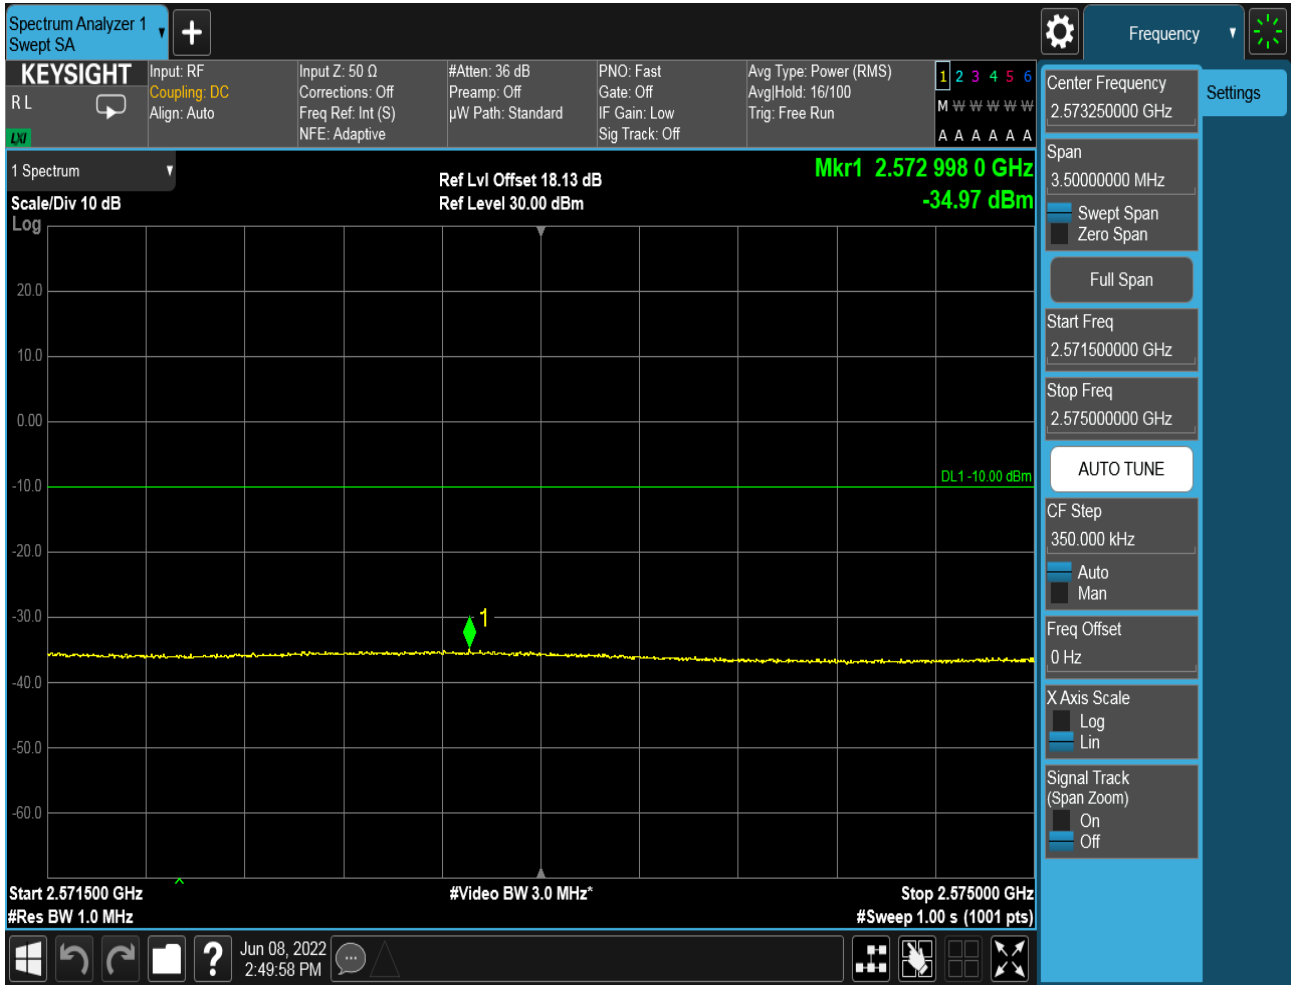 Spectrum Analyzer 1
Swept SA
Frequency
KEYSIGHT
R L
LXI
Input: RF
Coupling: DC
Align: Auto
Input Z: 50 Ω
Corrections: Off
Freq Ref: Int (S)
NFE: Adaptive
#Atten: 36 dB
Preamp: Off
µW Path: Standard
PNO: Fast
Gate: Off
IF Gain: Low
Sig Track: Off
Avg Type: Power (RMS)
Avg|Hold: 16/100
Trig: Free Run
1 2 3 4 5 6
M W W W W W
A A A A A A
1 Spectrum
Scale/Div 10 dB
Log
Ref Lvl Offset 18.13 dB
Ref Level 30.00 dBm
Mkr1 2.572 998 0 GHz
-34.97 dBm
20.0
10.0
0.00
-10.0
DL1 -10.00 dBm
-20.0
-30.0
1
-40.0
-50.0
-60.0
Start 2.571500 GHz
#Res BW 1.0 MHz
#Video BW 3.0 MHz*
Stop 2.575000 GHz
#Sweep 1.00 s (1001 pts)
Center Frequency
2.573250000 GHz
Settings
Span
3.50000000 MHz
Swept Span
Zero Span
Full Span
Start Freq
2.571500000 GHz
Stop Freq
2.575000000 GHz
AUTO TUNE
CF Step
350.000 kHz
Auto
Man
Freq Offset
0 Hz
X Axis Scale
Log
Lin
Signal Track
(Span Zoom)
On
Off
?
Jun 08, 2022
2:49:58 PM